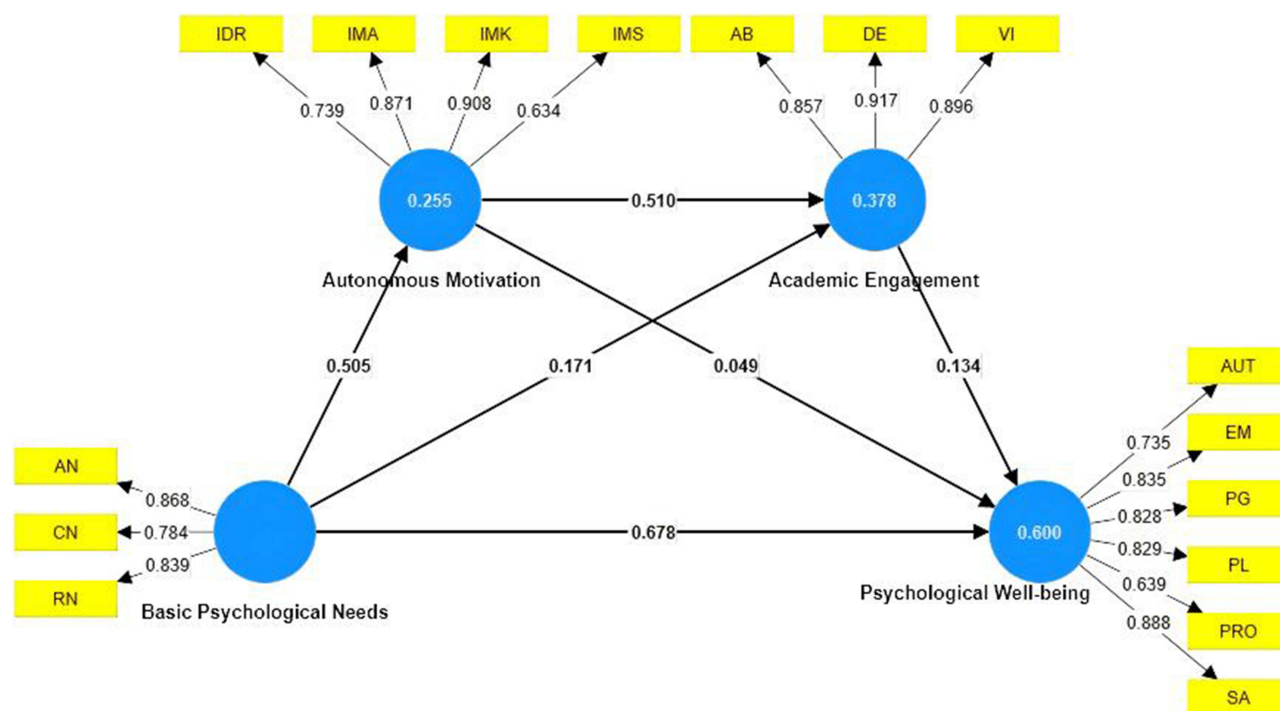 IDR
IMA
IMK
IMS
AB
DE
VI
0.739
0.871
0.908
0.634
0.857
0.917
0.896
0.255
0.510
0.378
Autonomous Motivation
Academic Engagement
0.505
0.171
0.049
0.134
AUT
EM
PG
PL
PRO
SA
0.735
0.835
0.828
0.829
0.639
0.888
AN
CN
RN
0.868
0.784
0.839
0.678
0.600
Basic Psychological Needs
Psychological Well-being